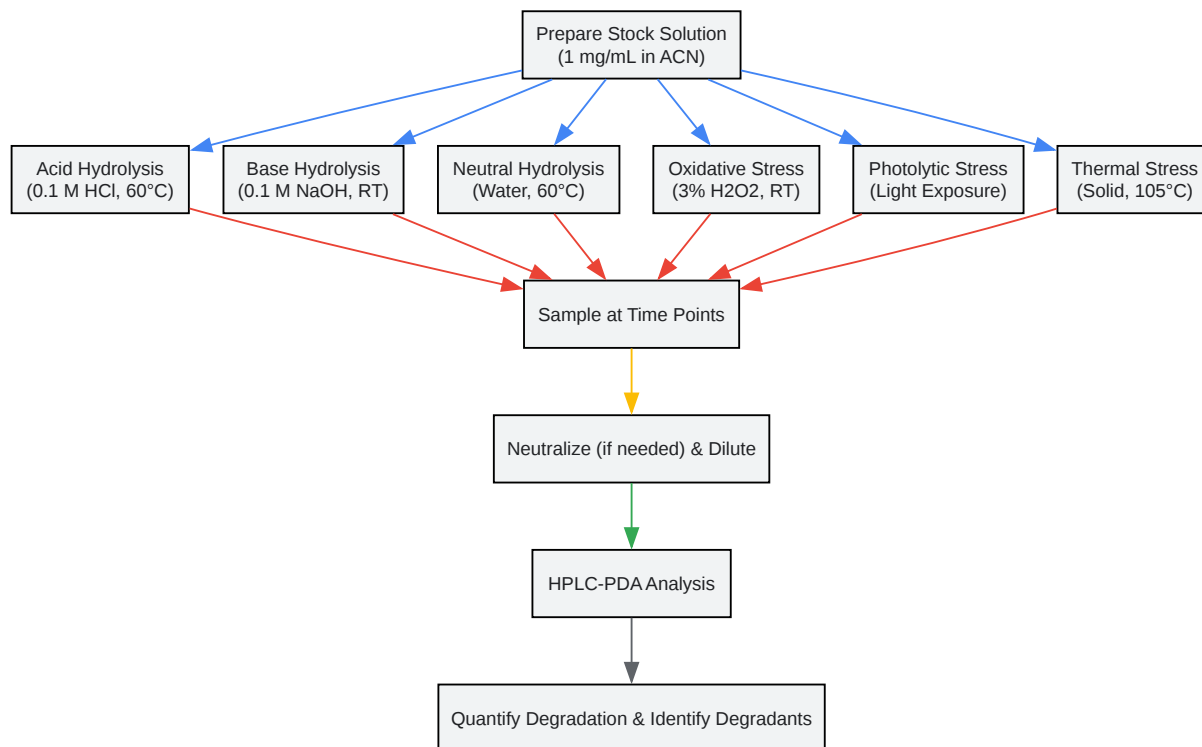 Prepare Stock Solution
(1 mg/mL in ACN)
Acid Hydrolysis
(0.1 M HCl, 60°C)
Base Hydrolysis
(0.1 M NaOH, RT)
Neutral Hydrolysis
(Water, 60°C)
Oxidative Stress
(3% H2O2, RT)
Photolytic Stress
(Light Exposure)
Thermal Stress
(Solid, 105°C)
Sample at Time Points
Neutralize (if needed) & Dilute
HPLC-PDA Analysis
Quantify Degradation & Identify Degradants